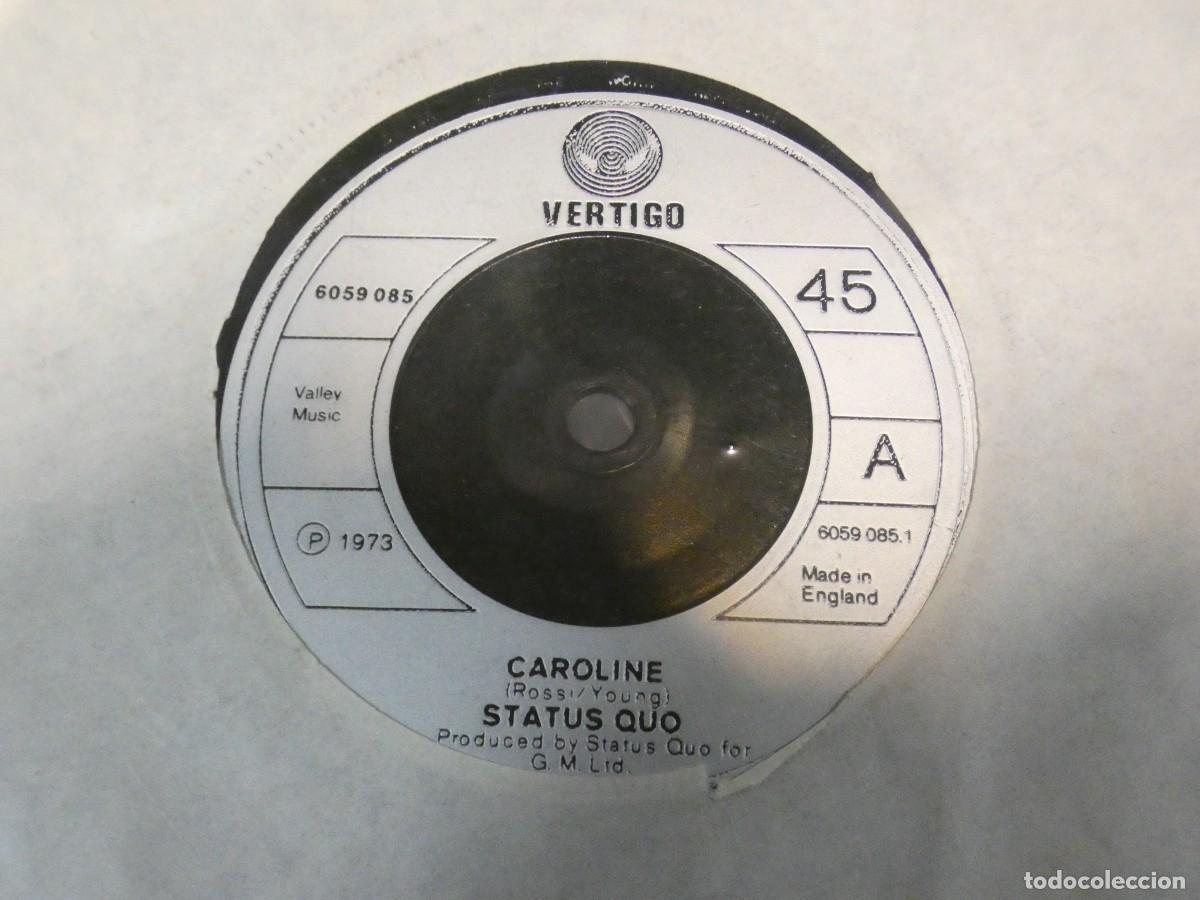 VERTIGO
6059 085
45
Valley
Music
A
℗ 1973
6059 085.1
Made in
England
CAROLINE
(Rossi/Young)
STATUS QUO
Produced by Status Quo for
G. M. Ltd.
todocoleccion